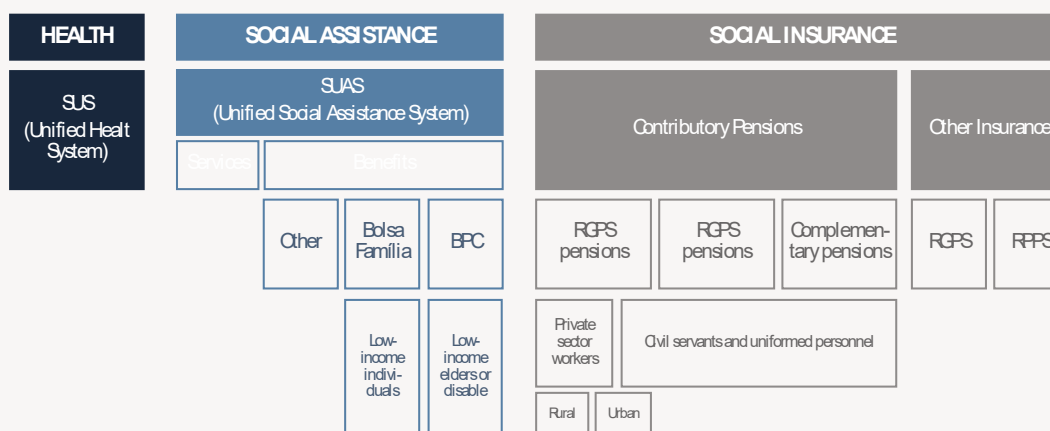 HEALTH
SOCIAL ASSISTANCE
SOCIAL INSURANCE
SUS
(Unified Healt
System)
SUAS
(Unified Social Assistance System)
Services
Benefits
Contributory Pensions
Other Insurance
Other
Bolsa
Família
BPC
RGPS
pensions
RGPS
pensions
Complemen-
tary pensions
RGPS
RPPS
Low-
income
indivi-
duals
Low-
income
elders or
disable
Private
sector
workers
Civil servants and uniformed personnel
Rural
Urban